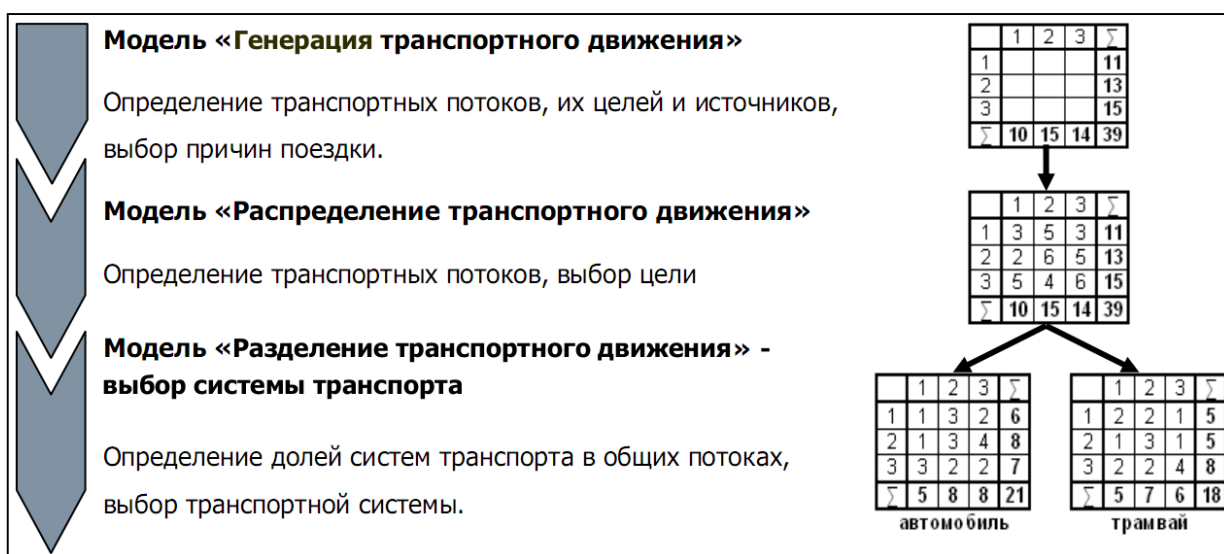 Модель «Генерация транспортного движения»
Определение транспортных потоков, их целей и источников,
выбор причин поездки.
Модель «Распределение транспортного движения»
Определение транспортных потоков, выбор цели
Модель «Разделение транспортного движения» -
выбор системы транспорта
Определение долей систем транспорта в общих потоках,
выбор транспортной системы.
1 2 3 ∑
1 11
2 13
3 15
∑ 10 15 14 39
1 2 3 ∑
1 3 5 3 11
2 2 6 5 13
3 5 4 6 15
∑ 10 15 14 39
1 2 3 ∑
1 1 3 2 6
2 1 3 4 8
3 3 2 2 7
∑ 5 8 8 21
автомобиль
1 2 3 ∑
1 2 2 1 5
2 1 3 1 5
3 2 2 4 8
∑ 5 7 6 18
трамвай